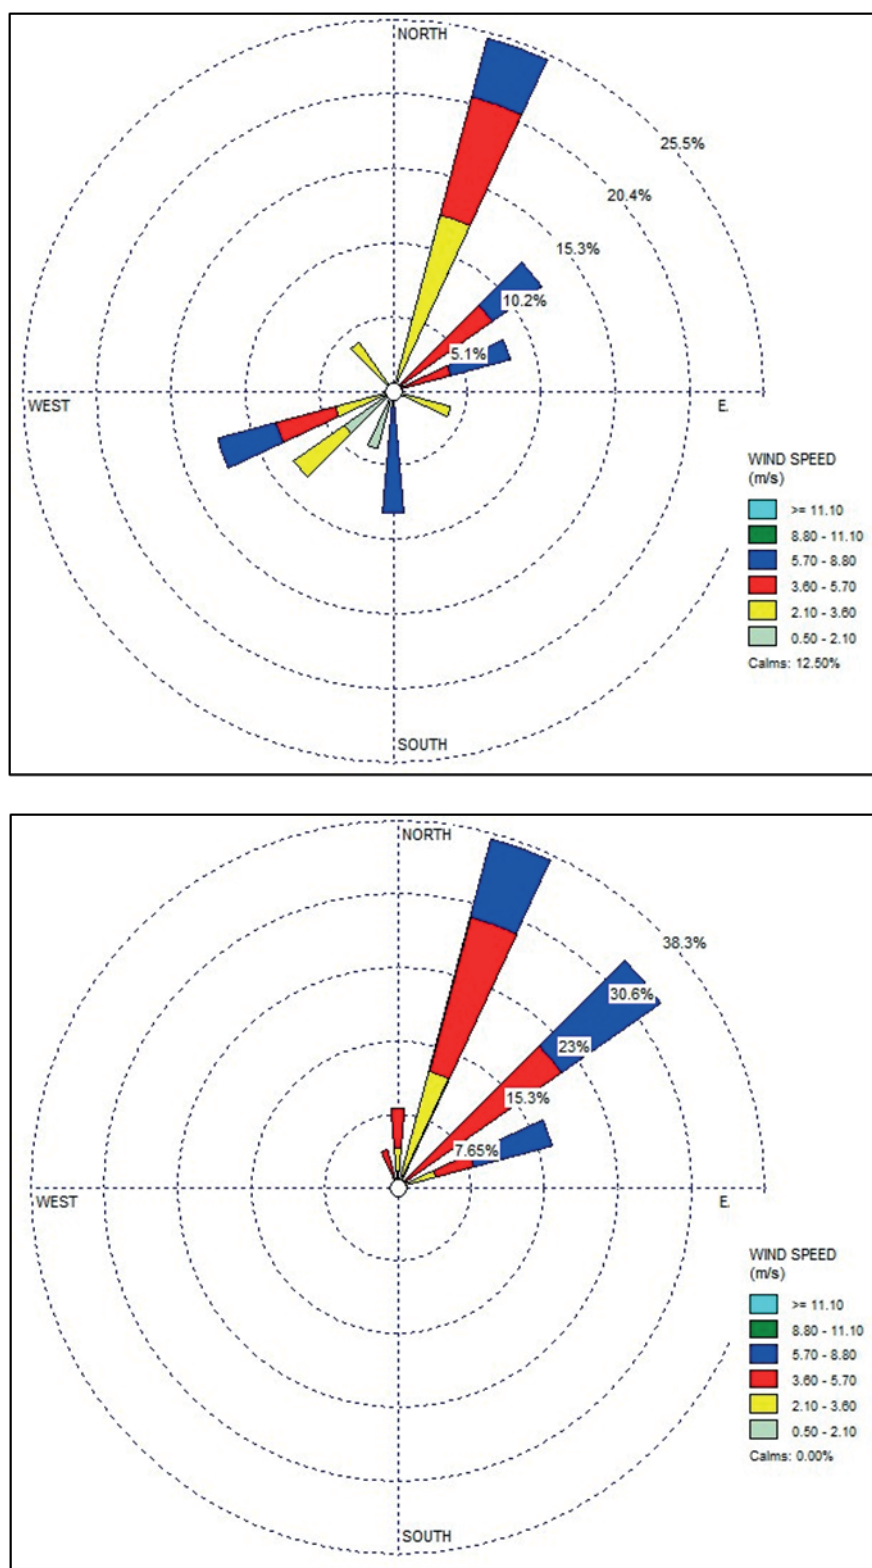 NORTH
25.5%
20.4%
15.3%
10.2%
5.1%
WEST
E.
WIND SPEED
(m/s)
>= 11.10
8.80 - 11.10
5.70 - 8.80
3.60 - 5.70
2.10 - 3.60
0.50 - 2.10
Calms: 12.50%
SOUTH
NORTH
38.3%
30.6%
23%
15.3%
7.65%
WEST
E.
WIND SPEED
(m/s)
>= 11.10
8.80 - 11.10
5.70 - 8.80
3.60 - 5.70
2.10 - 3.60
0.50 - 2.10
Calms: 0.00%
SOUTH